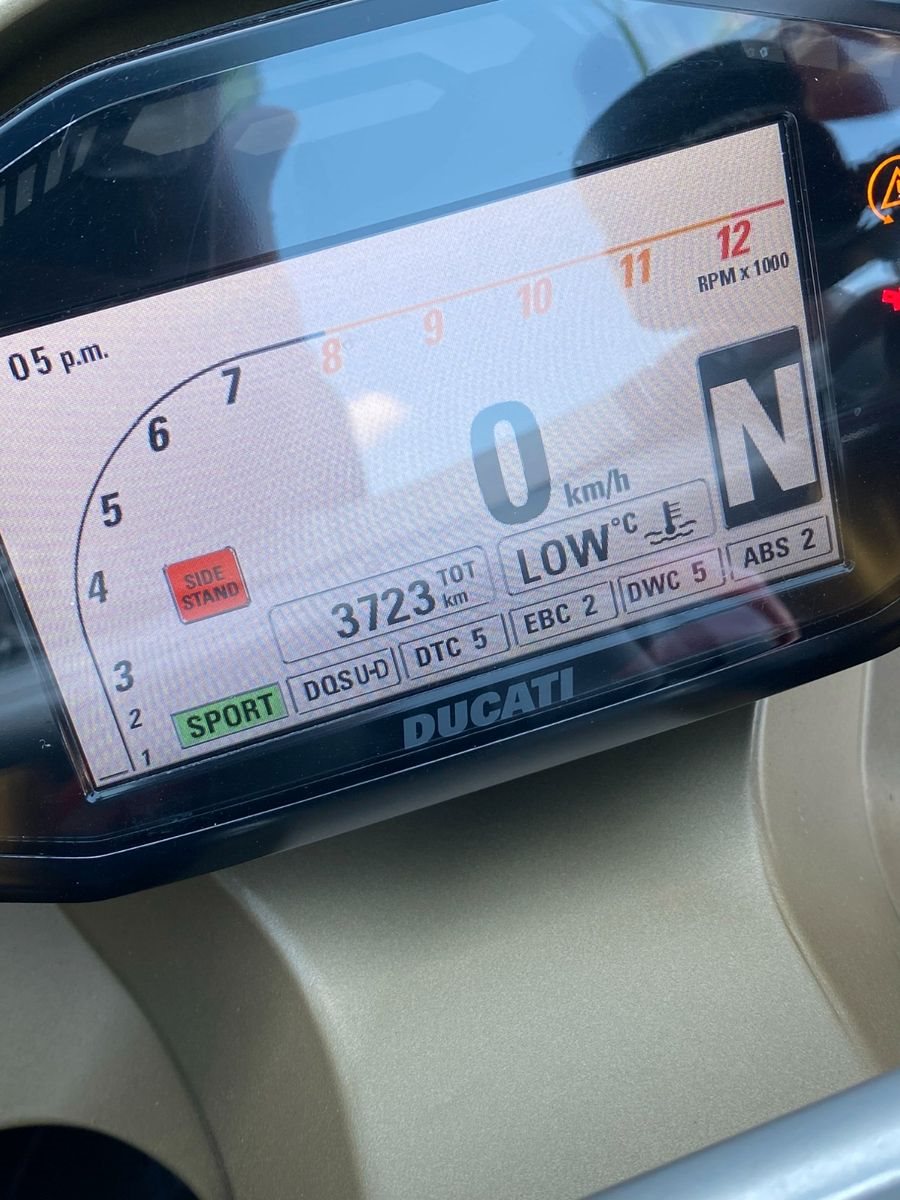 05 p.m.
1
2
3
4
5
6
7
8
9
10
11
12
RPM x 1000
0 km/h
N
SIDE
STAND
3723 TOT
km
LOW °C
SPORT
DQS U-D
DTC 5
EBC 2
DWC 5
ABS 2
DUCATI